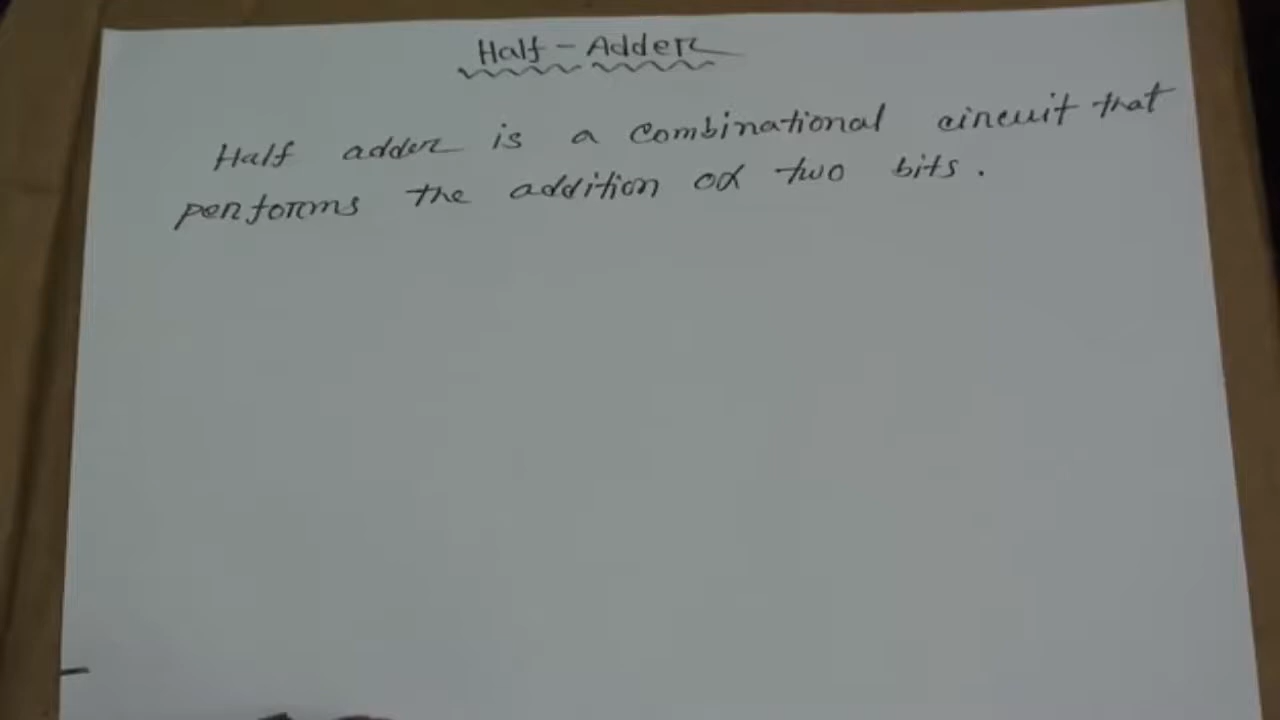 Half-Adder
Half adder is a combinational circuit that
performs the addition of two bits.